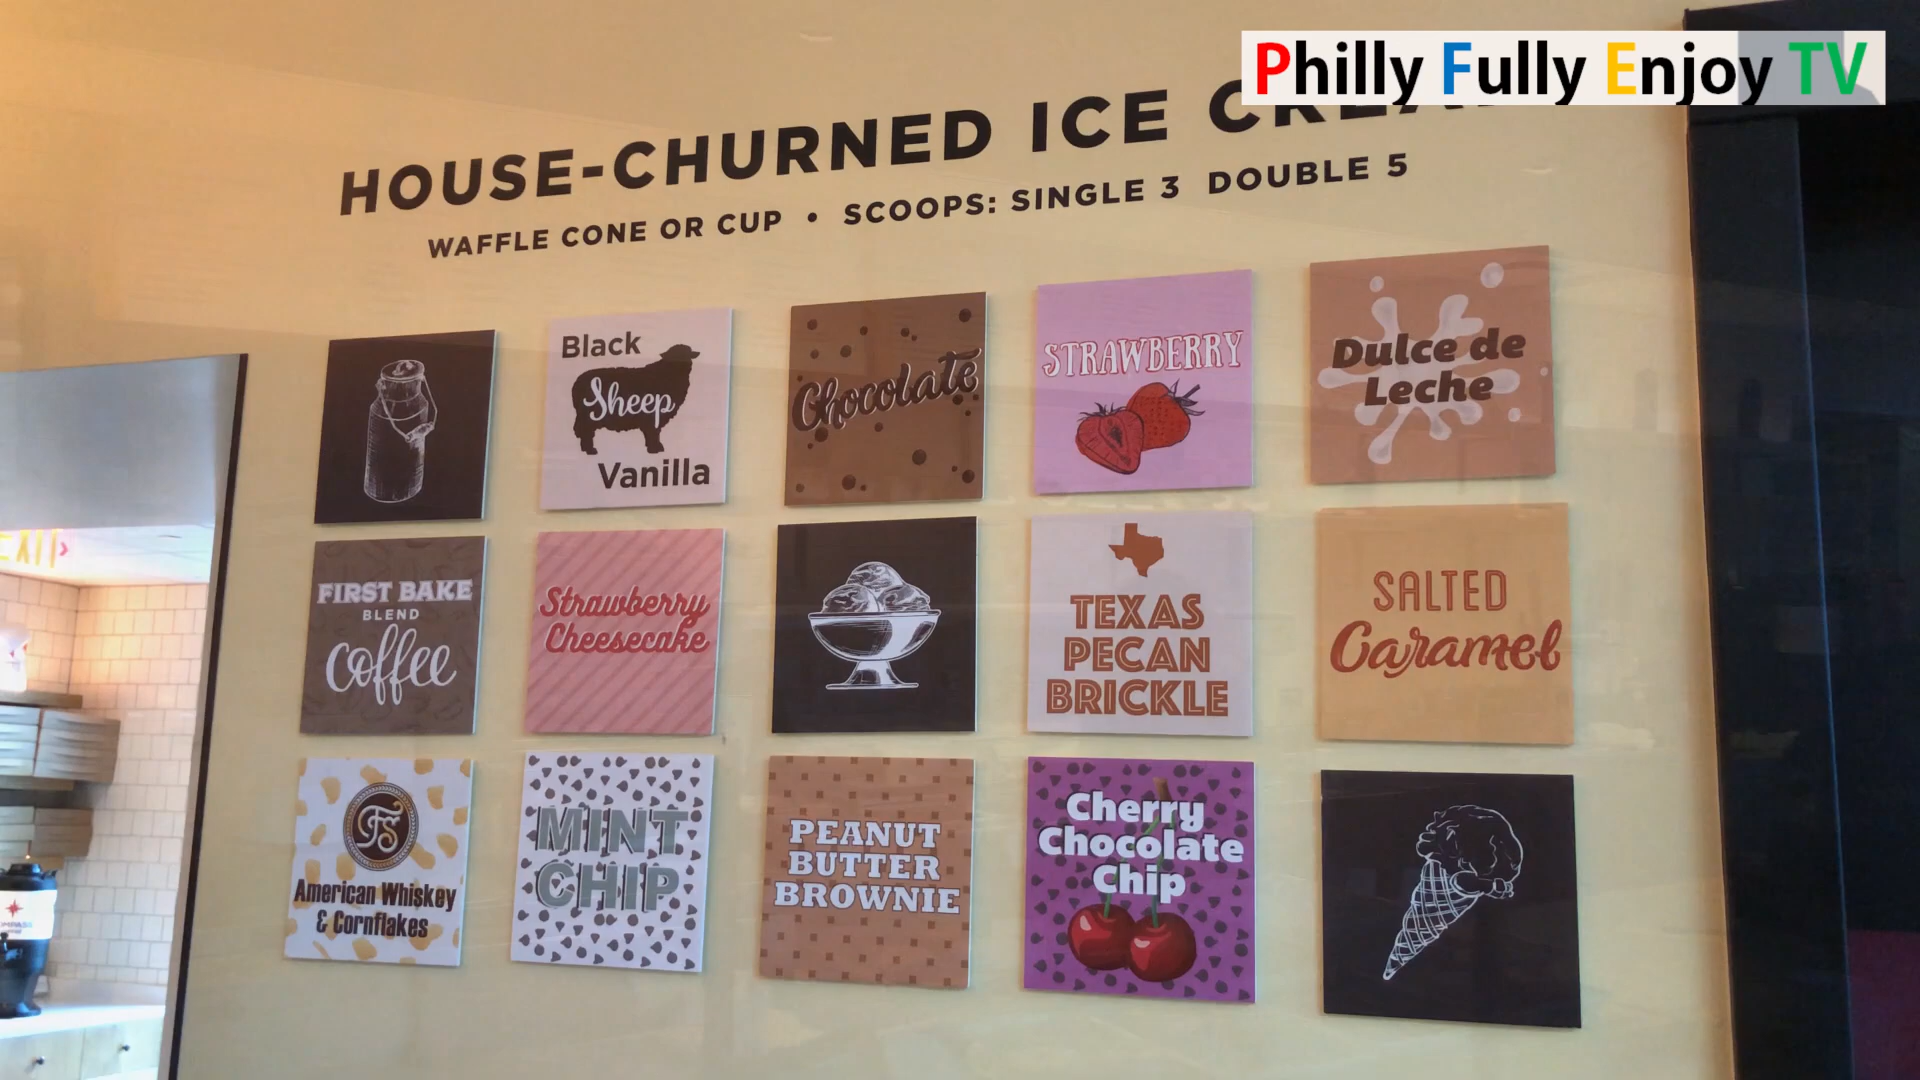 Philly Fully Enjoy TV
HOUSE-CHURNED ICE
WAFFLE CONE OR CUP • SCOOPS: SINGLE 3 DOUBLE 5
Black
Sheep
Vanilla
Chocolate
STRAWBERRY
Dulce de
Leche
FIRST BAKE
BLEND
Coffee
Strawberry
Cheesecake
TEXAS
PECAN
BRICKLE
SALTED
Caramel
FS
American Whiskey
& Cornflakes
MINT
CHIP
PEANUT
BUTTER
BROWNIE
Cherry
Chocolate
Chip
EXIT